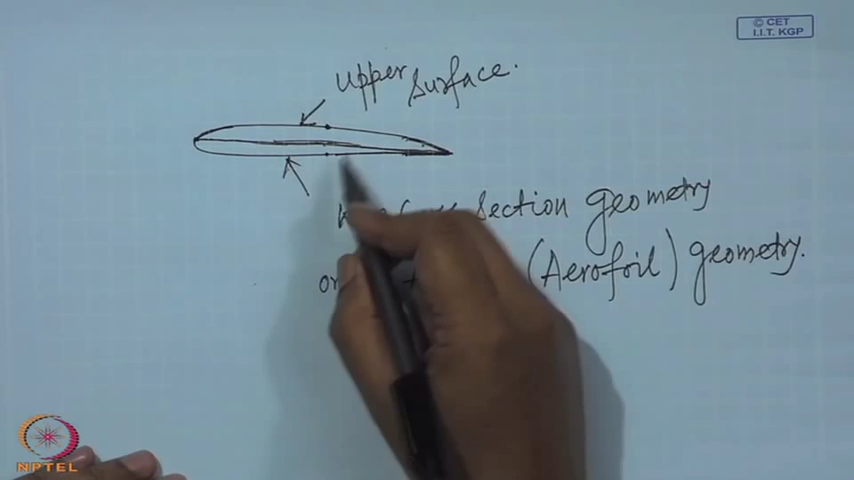 © CET
I.I.T. KGP
Upper Surface.
Section geometry
or (Aerofoil) geometry.
NPTEL